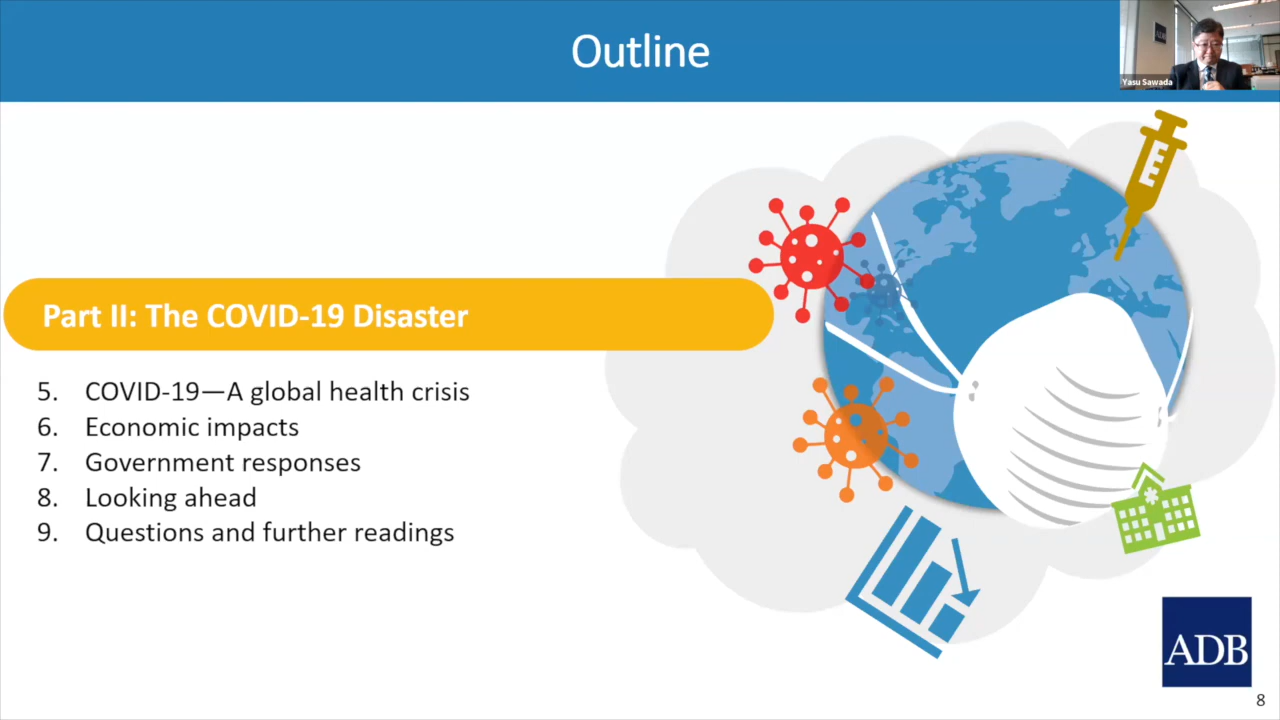 Outline
ADB
Yasu Sawada
Part II: The COVID-19 Disaster
5. COVID-19—A global health crisis
6. Economic impacts
7. Government responses
8. Looking ahead
9. Questions and further readings
ADB
8